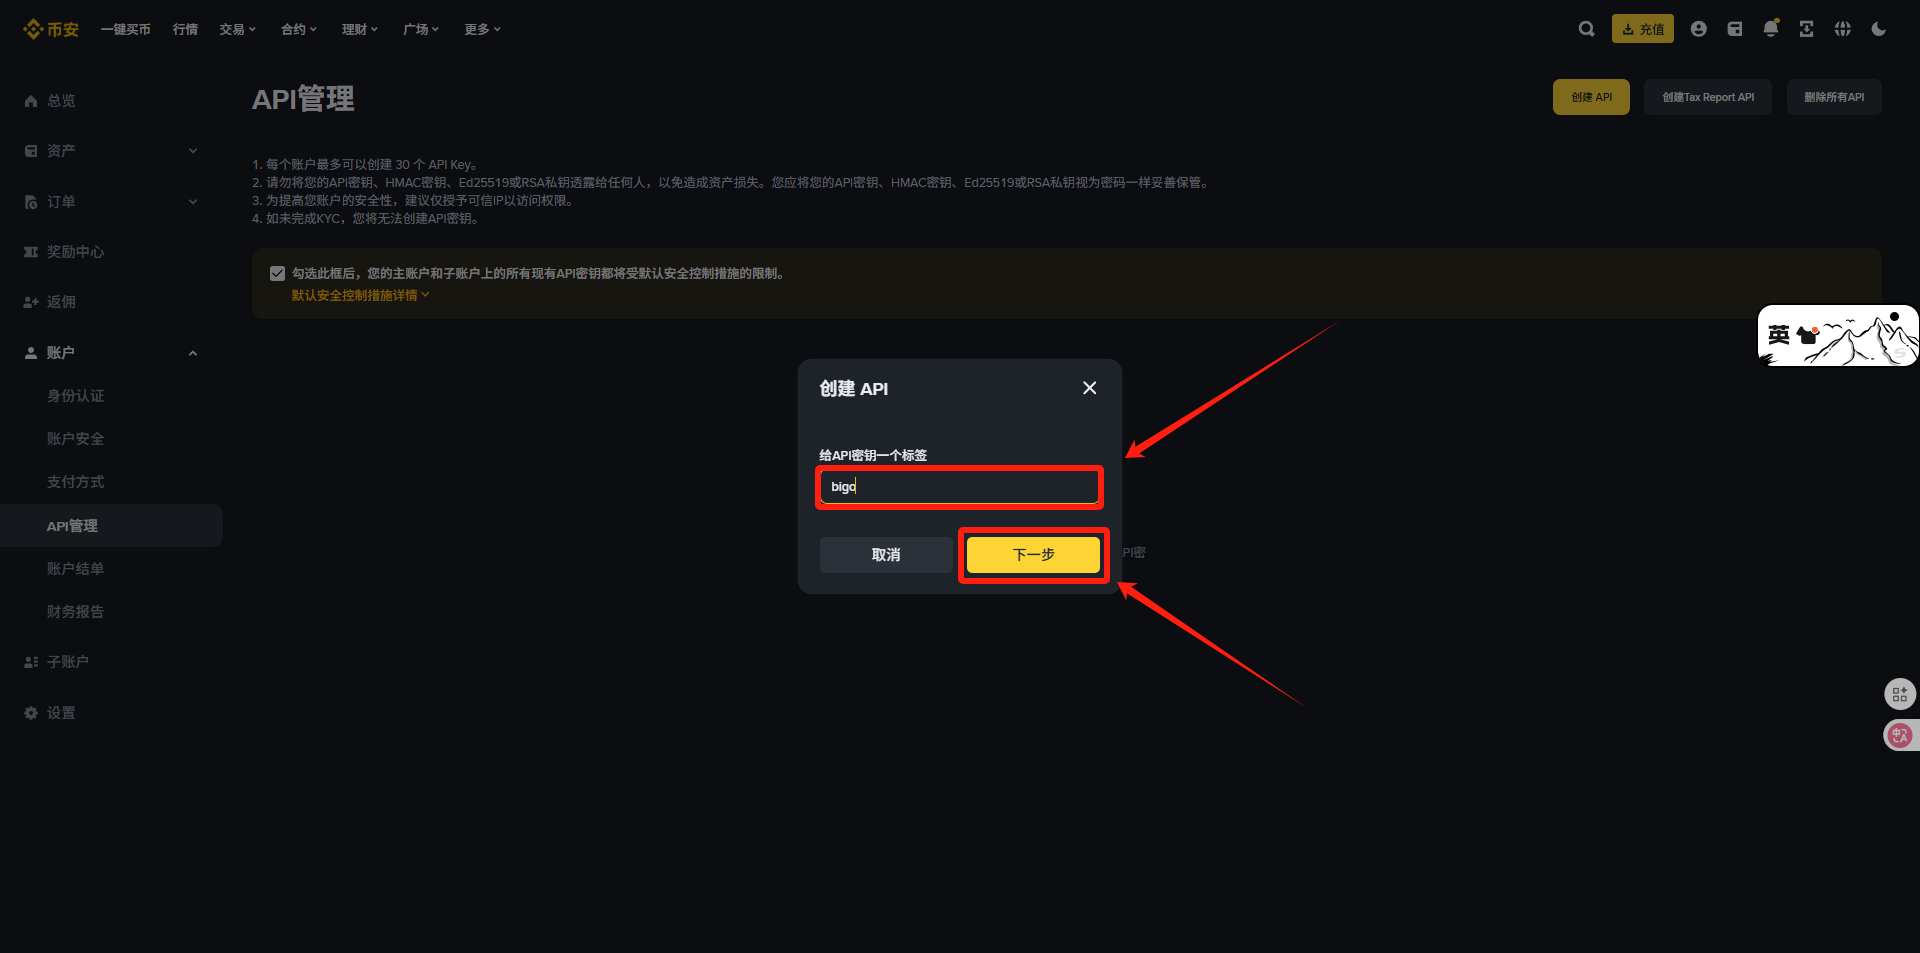 币安 一键买币 行情 交易 合约 理财 广场 更多 充值
总览
资产
订单
奖励中心
返佣
账户
身份认证
账户安全
支付方式
API管理
账户结单
财务报告
子账户
设置
API管理
创建 API 创建Tax Report API 删除所有API
1. 每个账户最多可以创建 30 个 API Key。
2. 请勿将您的API密钥、HMAC密钥、Ed25519或RSA私钥透露给任何人，以免造成资产损失。您应将您的API密钥、HMAC密钥、Ed25519或RSA私钥视为密码一样妥善保管。
3. 为提高您账户的安全性，建议仅授予可信IP以访问权限。
4. 如未完成KYC，您将无法创建API密钥。
勾选此框后，您的主账户和子账户上的所有现有API密钥都将受默认安全控制措施的限制。
默认安全控制措施详情
英
创建 API
给API密钥一个标签
bigo
取消 下一步
PI密
中A